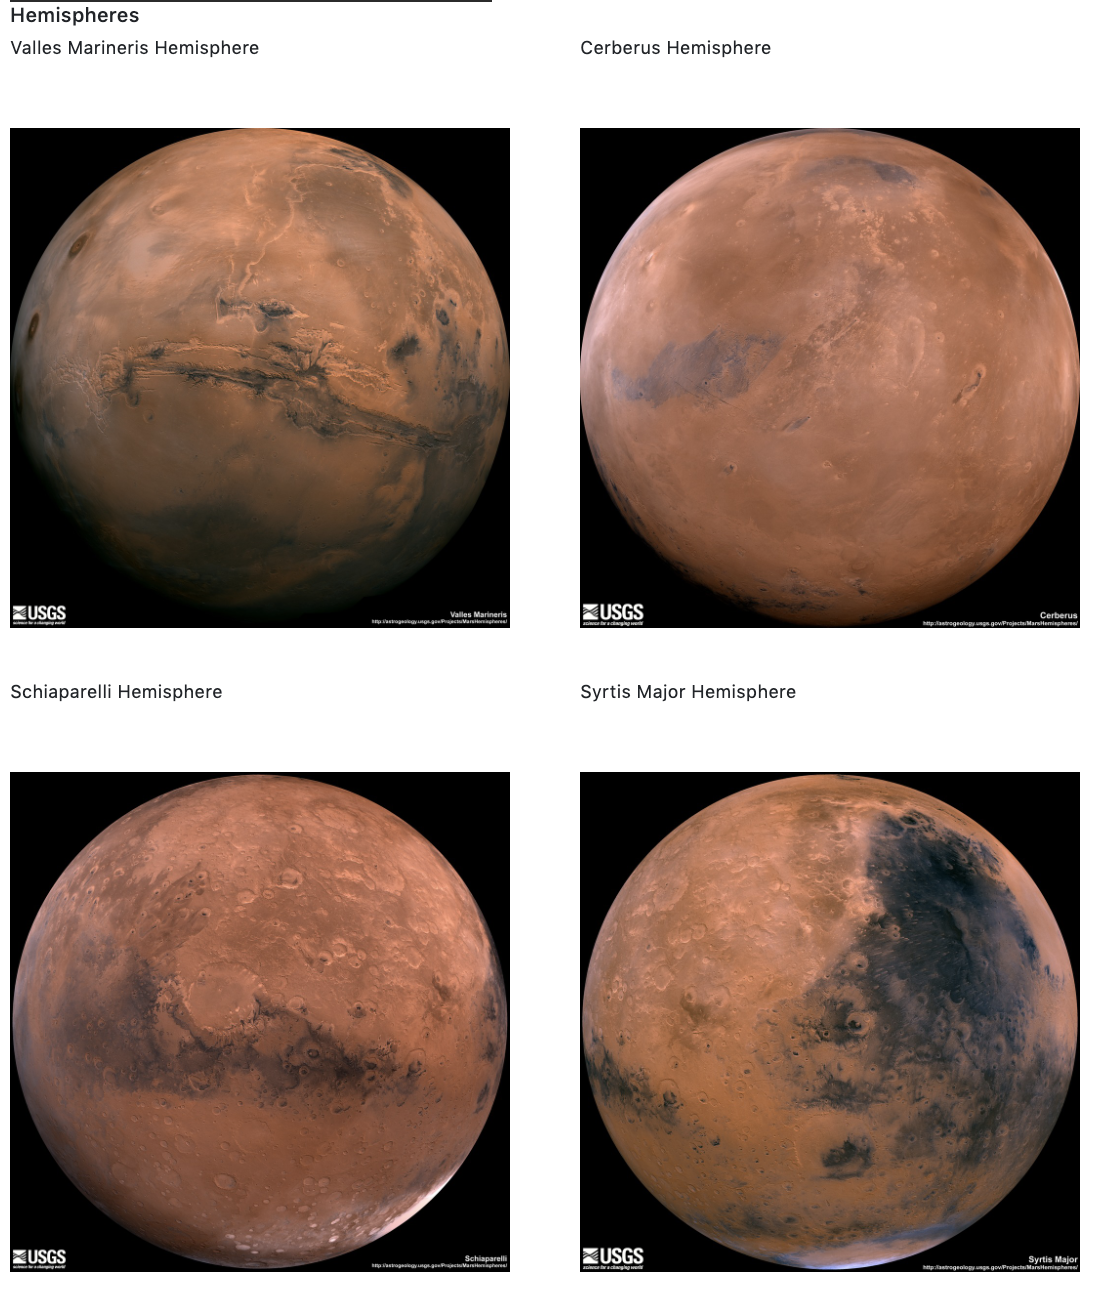 Hemispheres
Valles Marineris Hemisphere
Cerberus Hemisphere
USGS
science for a changing world
Valles Marineris
http://astrogeology.usgs.gov/Projects/MarsHemispheres/
USGS
science for a changing world
Cerberus
http://astrogeology.usgs.gov/Projects/MarsHemispheres/
Schiaparelli Hemisphere
Syrtis Major Hemisphere
USGS
science for a changing world
Schiaparelli
http://astrogeology.usgs.gov/Projects/MarsHemispheres/
USGS
science for a changing world
Syrtis Major
http://astrogeology.usgs.gov/Projects/MarsHemispheres/